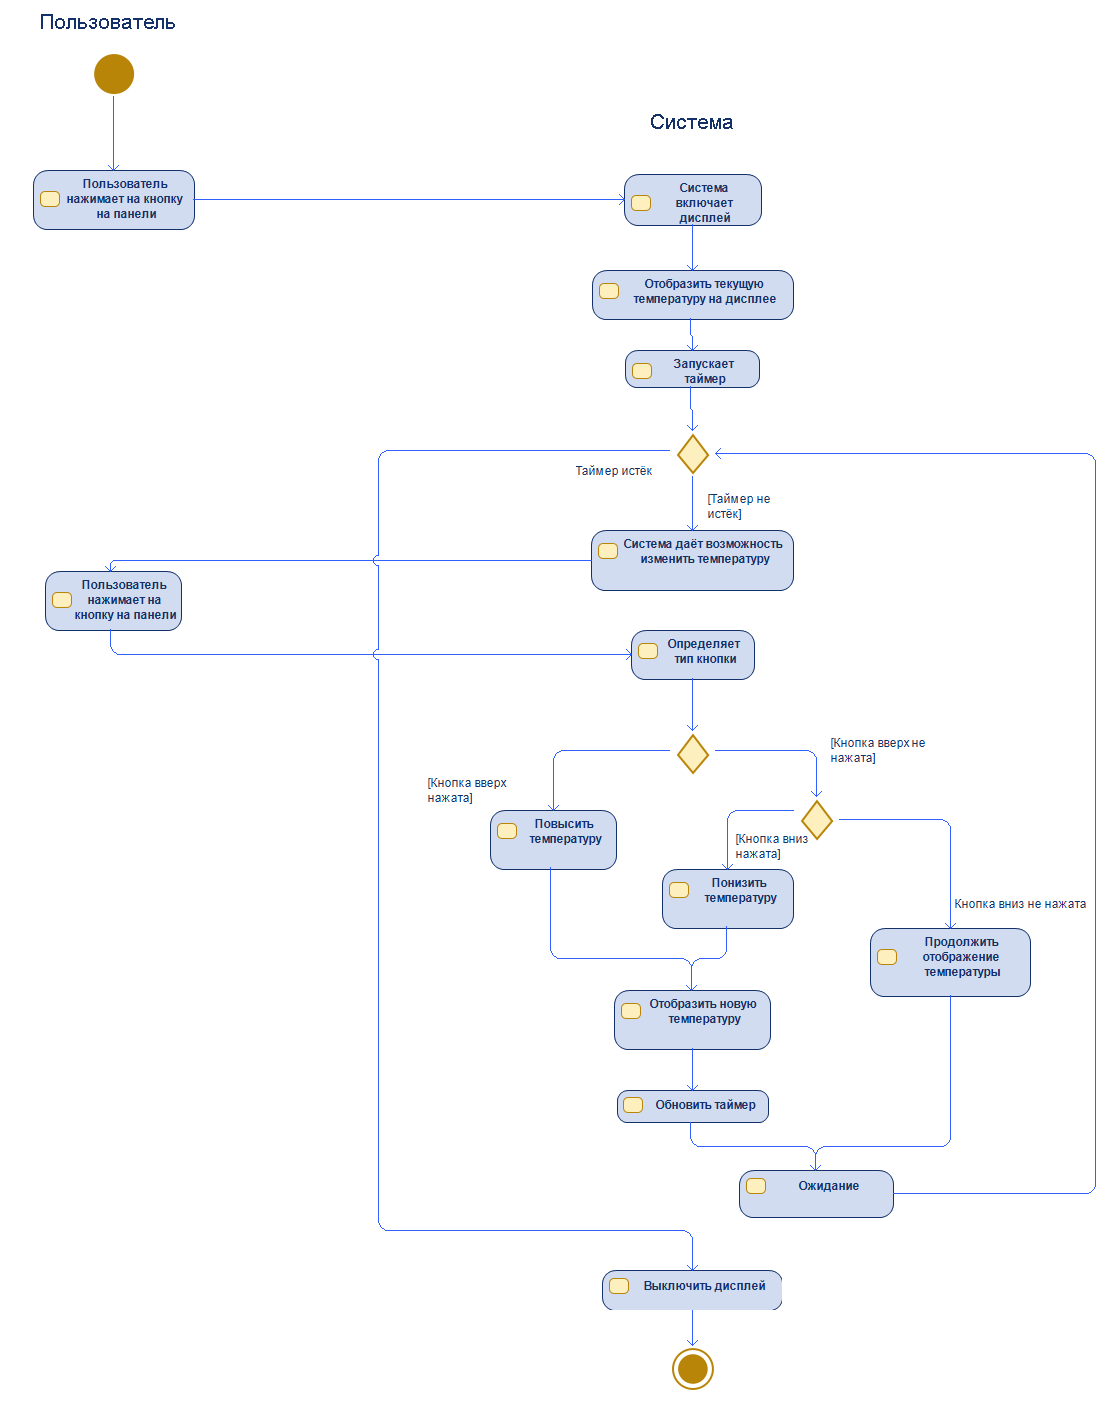 Пользователь
Система
Пользователь
нажимает на кнопку
на панели
Система
включает
дисплей
Отобразить текущую
температуру на дисплее
Запускает
таймер
Таймер истёк
[Таймер не
истёк]
Система даёт возможность
изменить температуру
Пользователь
нажимает на
кнопку на панели
Определяет
тип кнопки
[Кнопка вверх не
нажата]
[Кнопка вверх
нажата]
Повысить
температуру
[Кнопка вниз
нажата]
Понизить
температуру
Кнопка вниз не нажата
Продолжить
отображение
температуры
Отобразить новую
температуру
Обновить таймер
Ожидание
Выключить дисплей